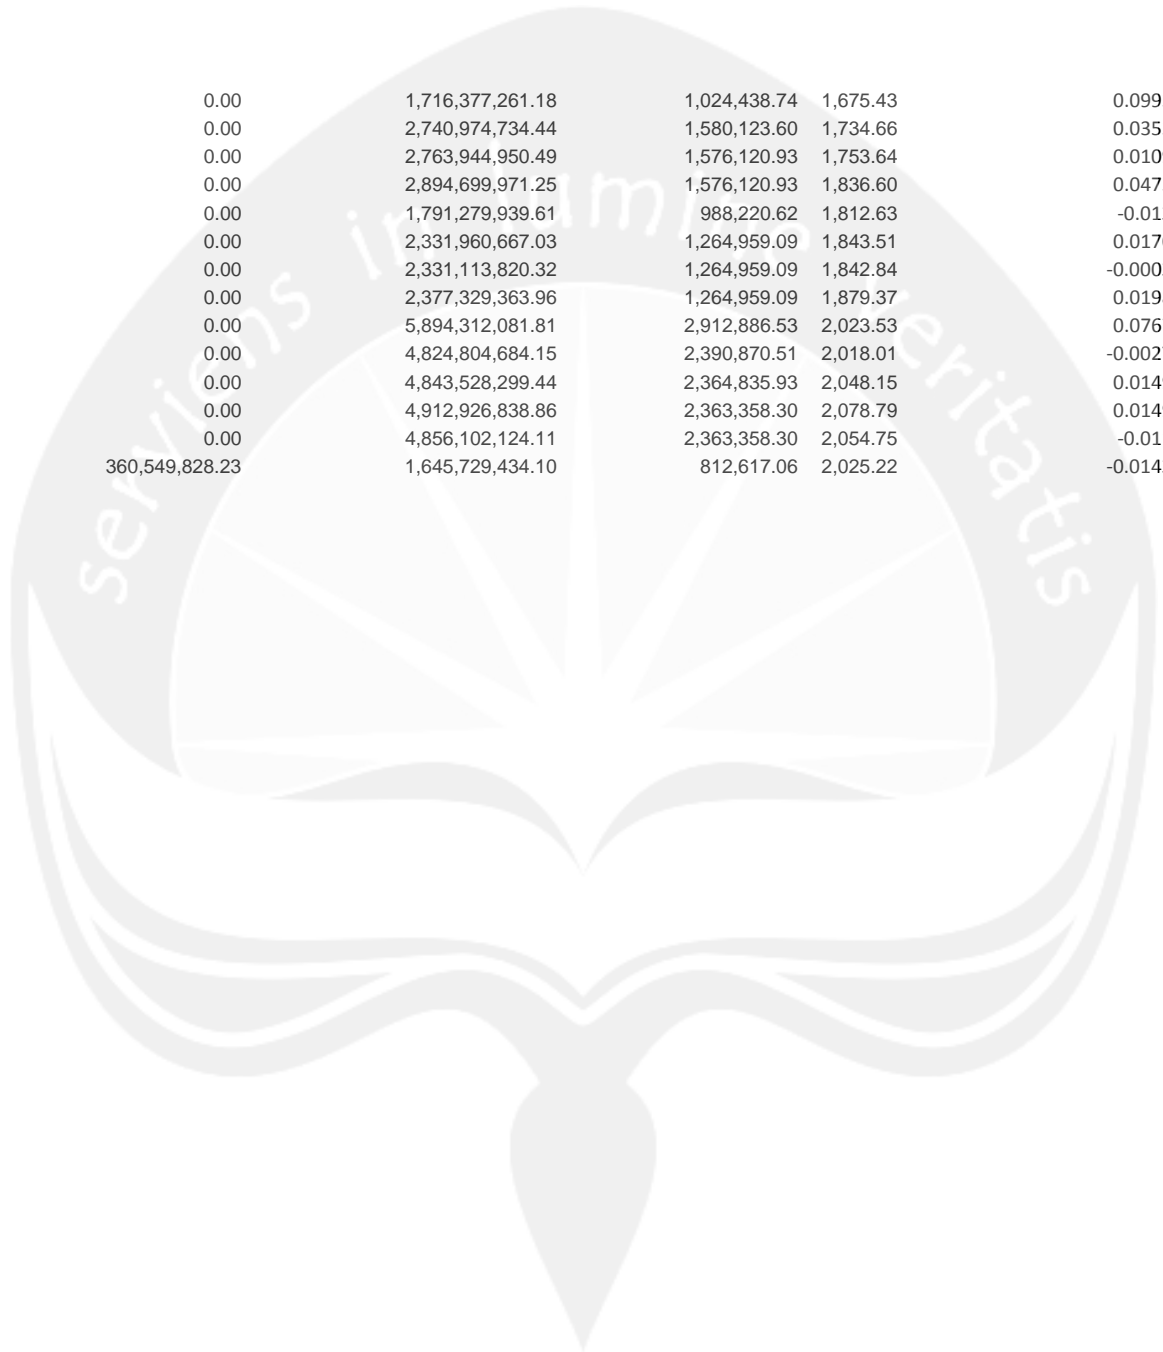 0.00 1,716,377,261.18 1,024,438.74 1,675.43 0.099
0.00 2,740,974,734.44 1,580,123.60 1,734.66 0.035
0.00 2,763,944,950.49 1,576,120.93 1,753.64 0.010
0.00 2,894,699,971.25 1,576,120.93 1,836.60 0.047
0.00 1,791,279,939.61 988,220.62 1,812.63 -0.01
0.00 2,331,960,667.03 1,264,959.09 1,843.51 0.017
0.00 2,331,113,820.32 1,264,959.09 1,842.84 -0.000
0.00 2,377,329,363.96 1,264,959.09 1,879.37 0.019
0.00 5,894,312,081.81 2,912,886.53 2,023.53 0.076
0.00 4,824,804,684.15 2,390,870.51 2,018.01 -0.002
0.00 4,843,528,299.44 2,364,835.93 2,048.15 0.014
0.00 4,912,926,838.86 2,363,358.30 2,078.79 0.014
0.00 4,856,102,124.11 2,363,358.30 2,054.75 -0.01
360,549,828.23 1,645,729,434.10 812,617.06 2,025.22 -0.014
serviens in lumine veritatis